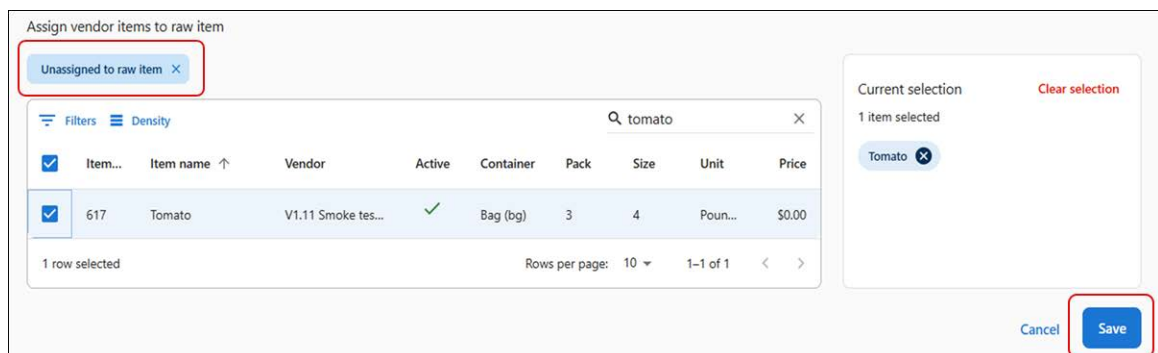 Assign vendor items to raw item
Unassigned to raw item
Filters Density tomato
Item... Item name Vendor Active Container Pack Size Unit Price
617 Tomato V1.11 Smoke tes... Bag (bg) 3 4 Poun... $0.00
1 row selected Rows per page: 10 1–1 of 1
Current selection Clear selection
1 item selected
Tomato
Cancel Save